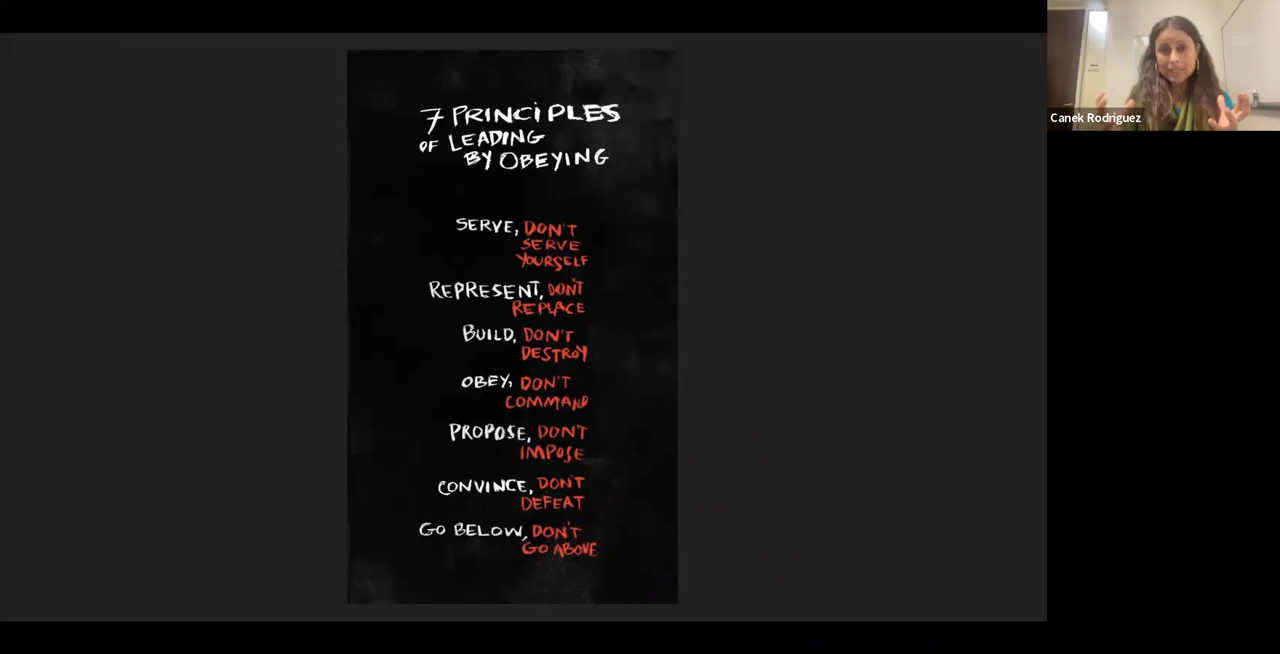 7 PRINCIPLES
OF LEADING
BY OBEYING
SERVE, DON'T
SERVE
YOURSELF
REPRESENT, DON'T
REPLACE
BUILD, DON'T
DESTROY
OBEY, DON'T
COMMAND
PROPOSE, DON'T
IMPOSE
CONVINCE, DON'T
DEFEAT
GO BELOW, DON'T
GO ABOVE
Canek Rodriguez